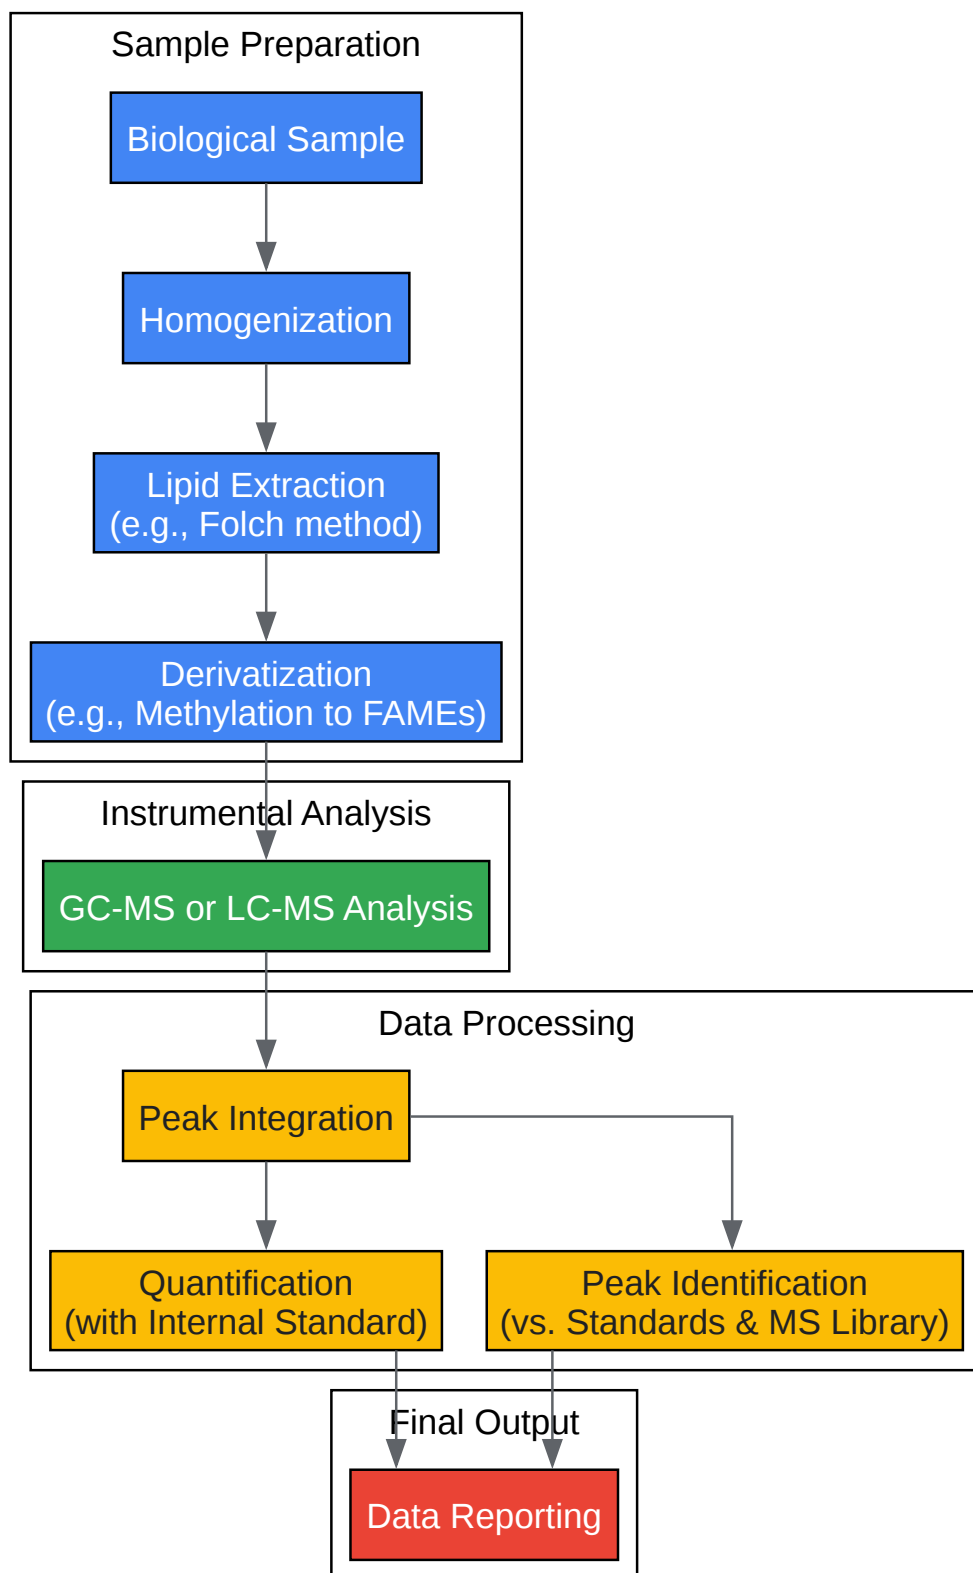 Sample Preparation
Biological Sample
Homogenization
Lipid Extraction
(e.g., Folch method)
Derivatization
(e.g., Methylation to FAMEs)
Instrumental Analysis
GC-MS or LC-MS Analysis
Data Processing
Peak Integration
Quantification
(with Internal Standard)
Peak Identification
(vs. Standards & MS Library)
Final Output
Data Reporting